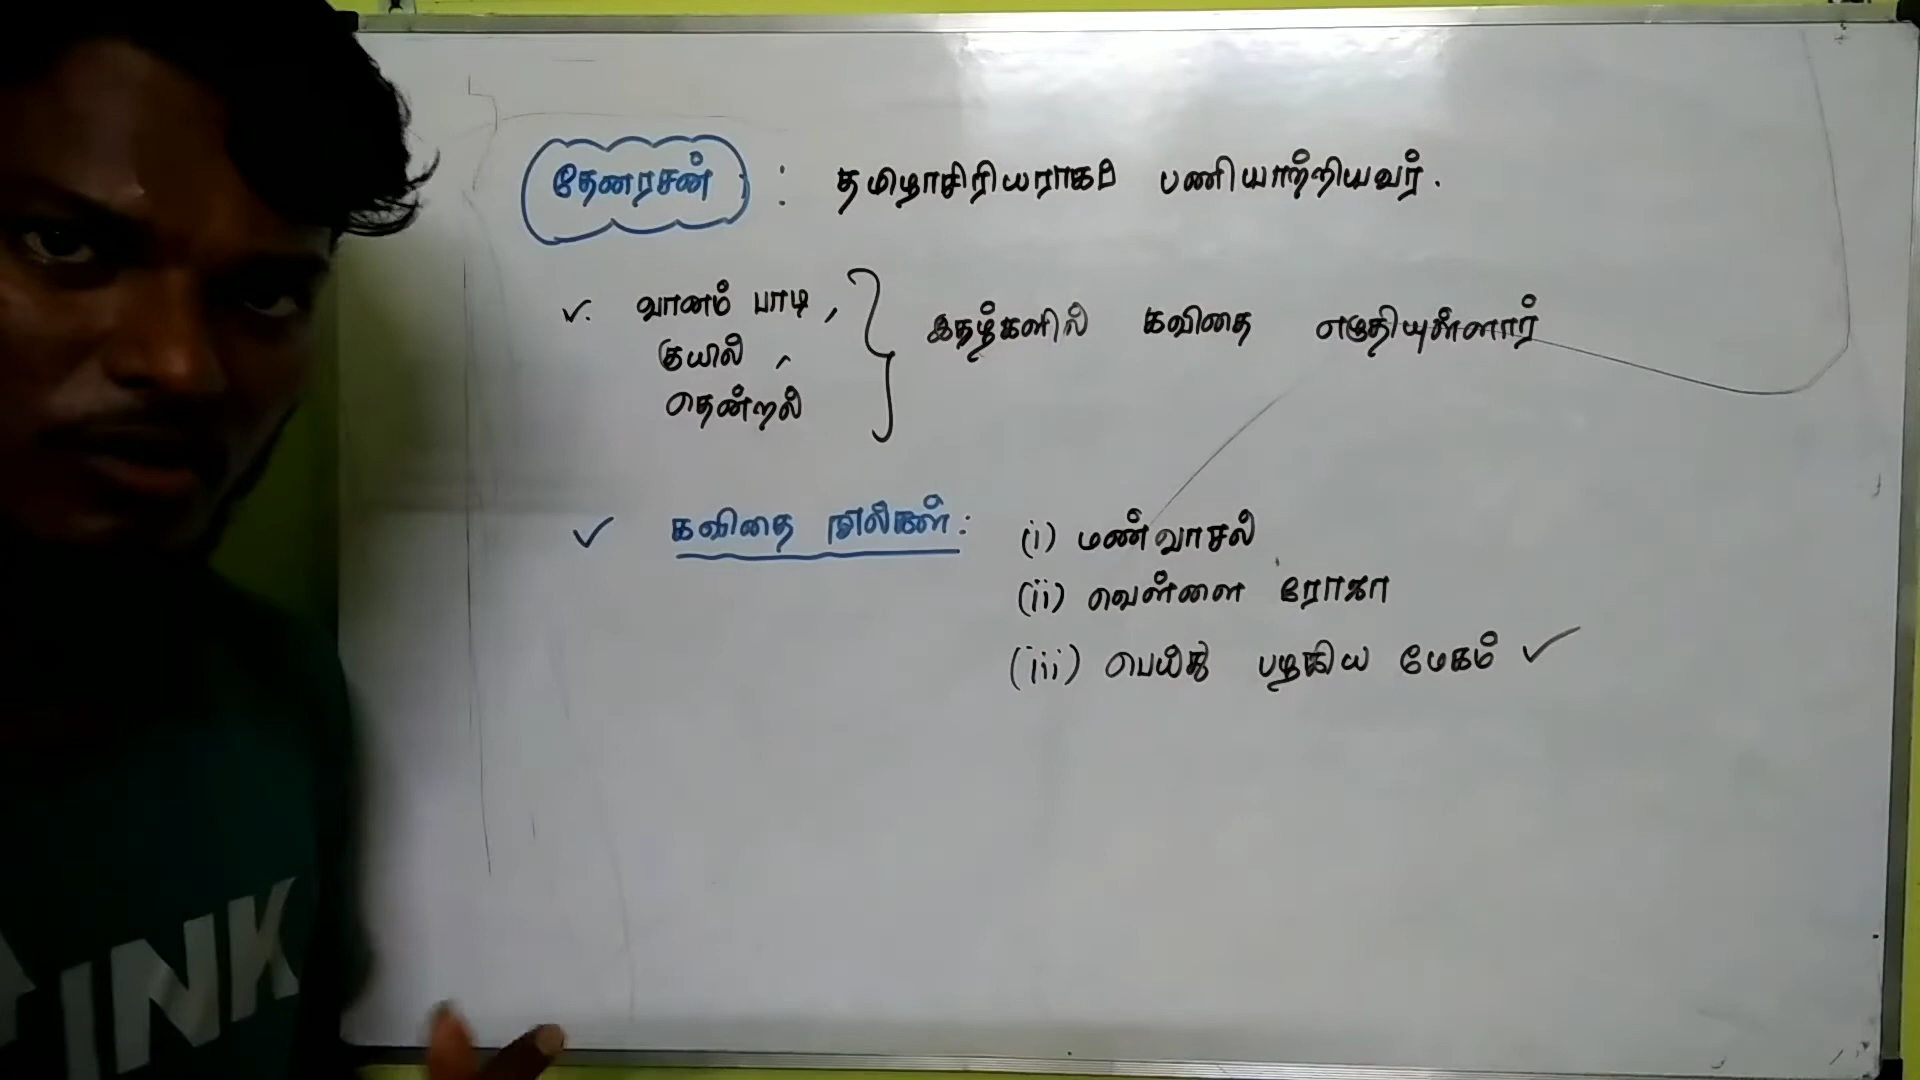 தேனரசன் : தமிழாசிரியராகப் பணியாற்றியவர்.
வானம் பாடி,
குயில்,
தென்றல்
இதழ்களில் கவிதை எழுதியுள்ளார்
கவிதை நூல்கள் :
(i) மண்வாசல்
(ii) வெள்ளை ரோஜா
(iii) பெய்து பழகிய மேகம்
INK